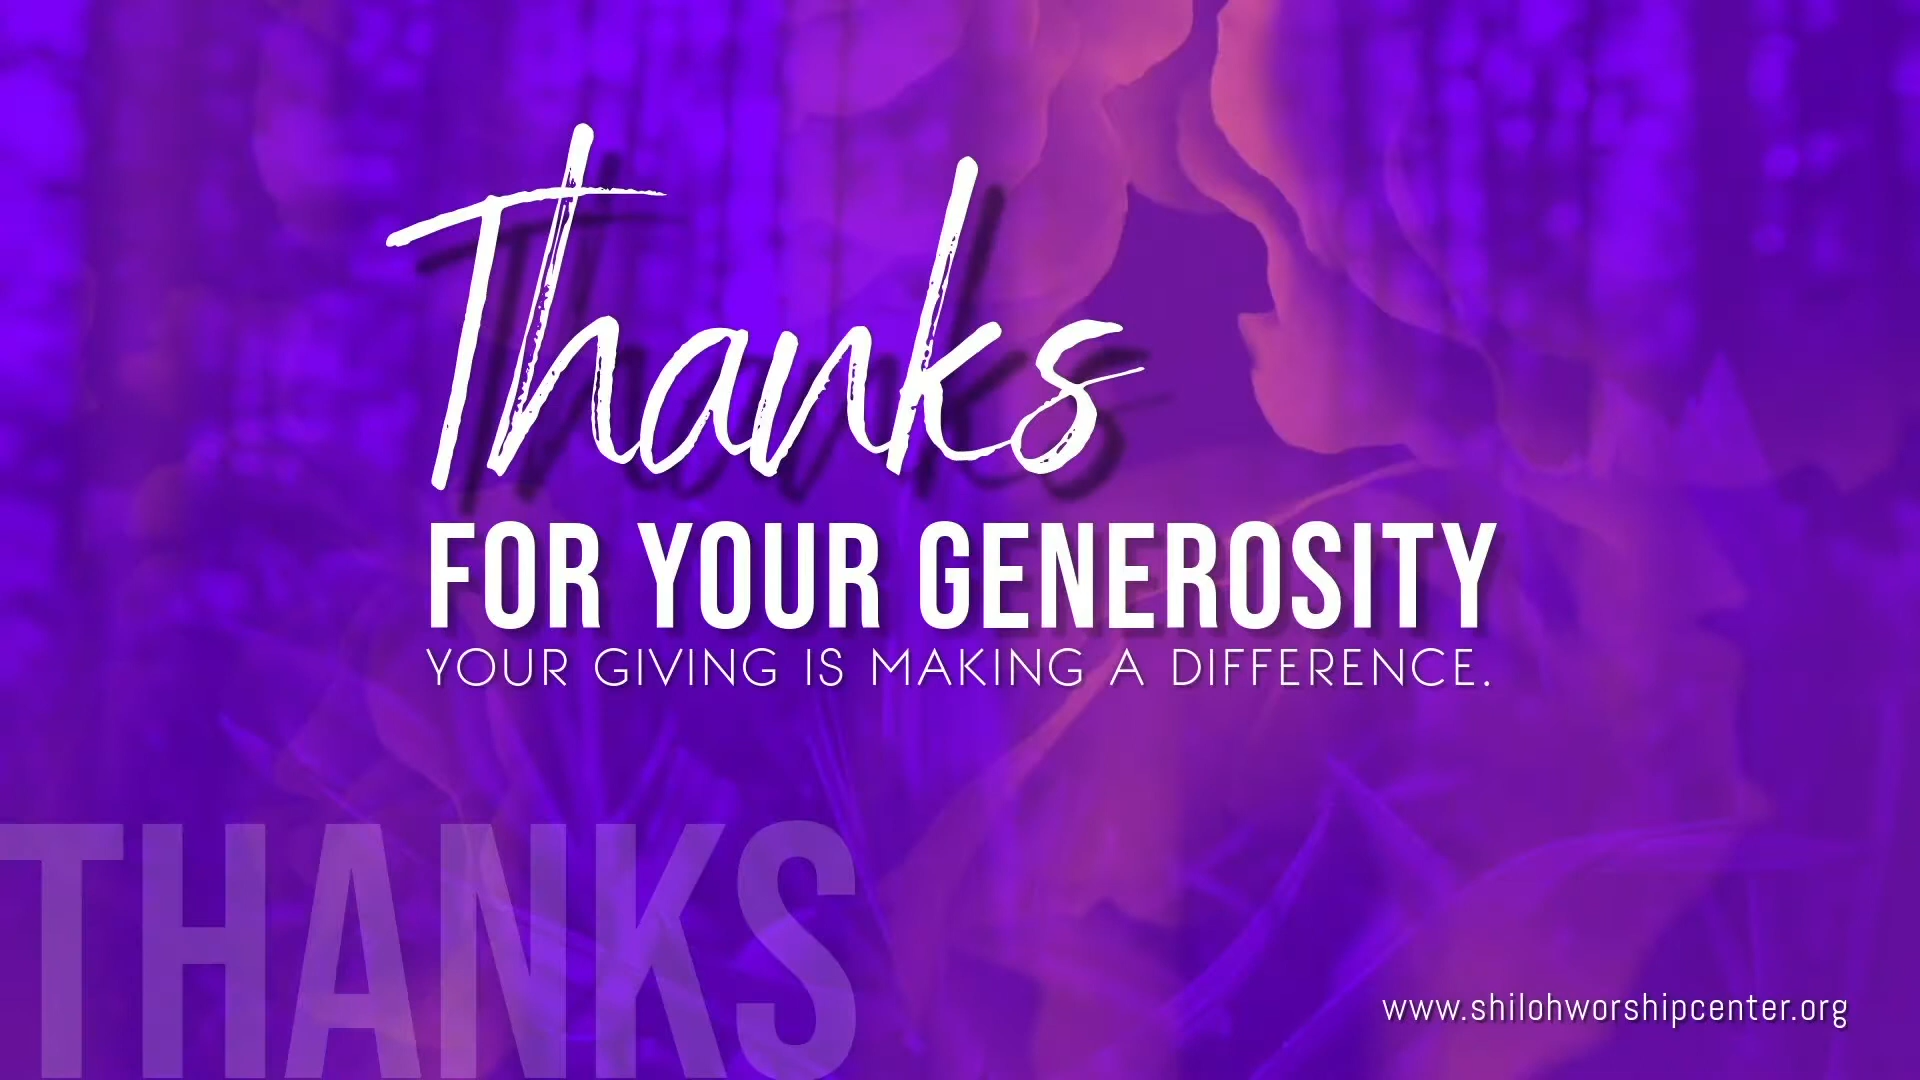 Thanks
FOR YOUR GENEROSITY
YOUR GIVING IS MAKING A DIFFERENCE.
THANKS
www.shilohworshipcenter.org